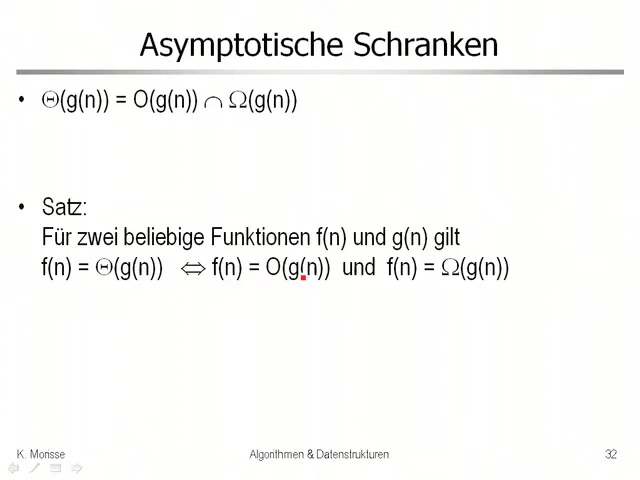 Asymptotische Schranken
• Θ(g(n)) = O(g(n)) ∩ Ω(g(n))
• Satz:
Für zwei beliebige Funktionen f(n) und g(n) gilt
f(n) = Θ(g(n)) ⇔ f(n) = O(g(n)) und f(n) = Ω(g(n))
K. Morisse
Algorithmen & Datenstrukturen
32